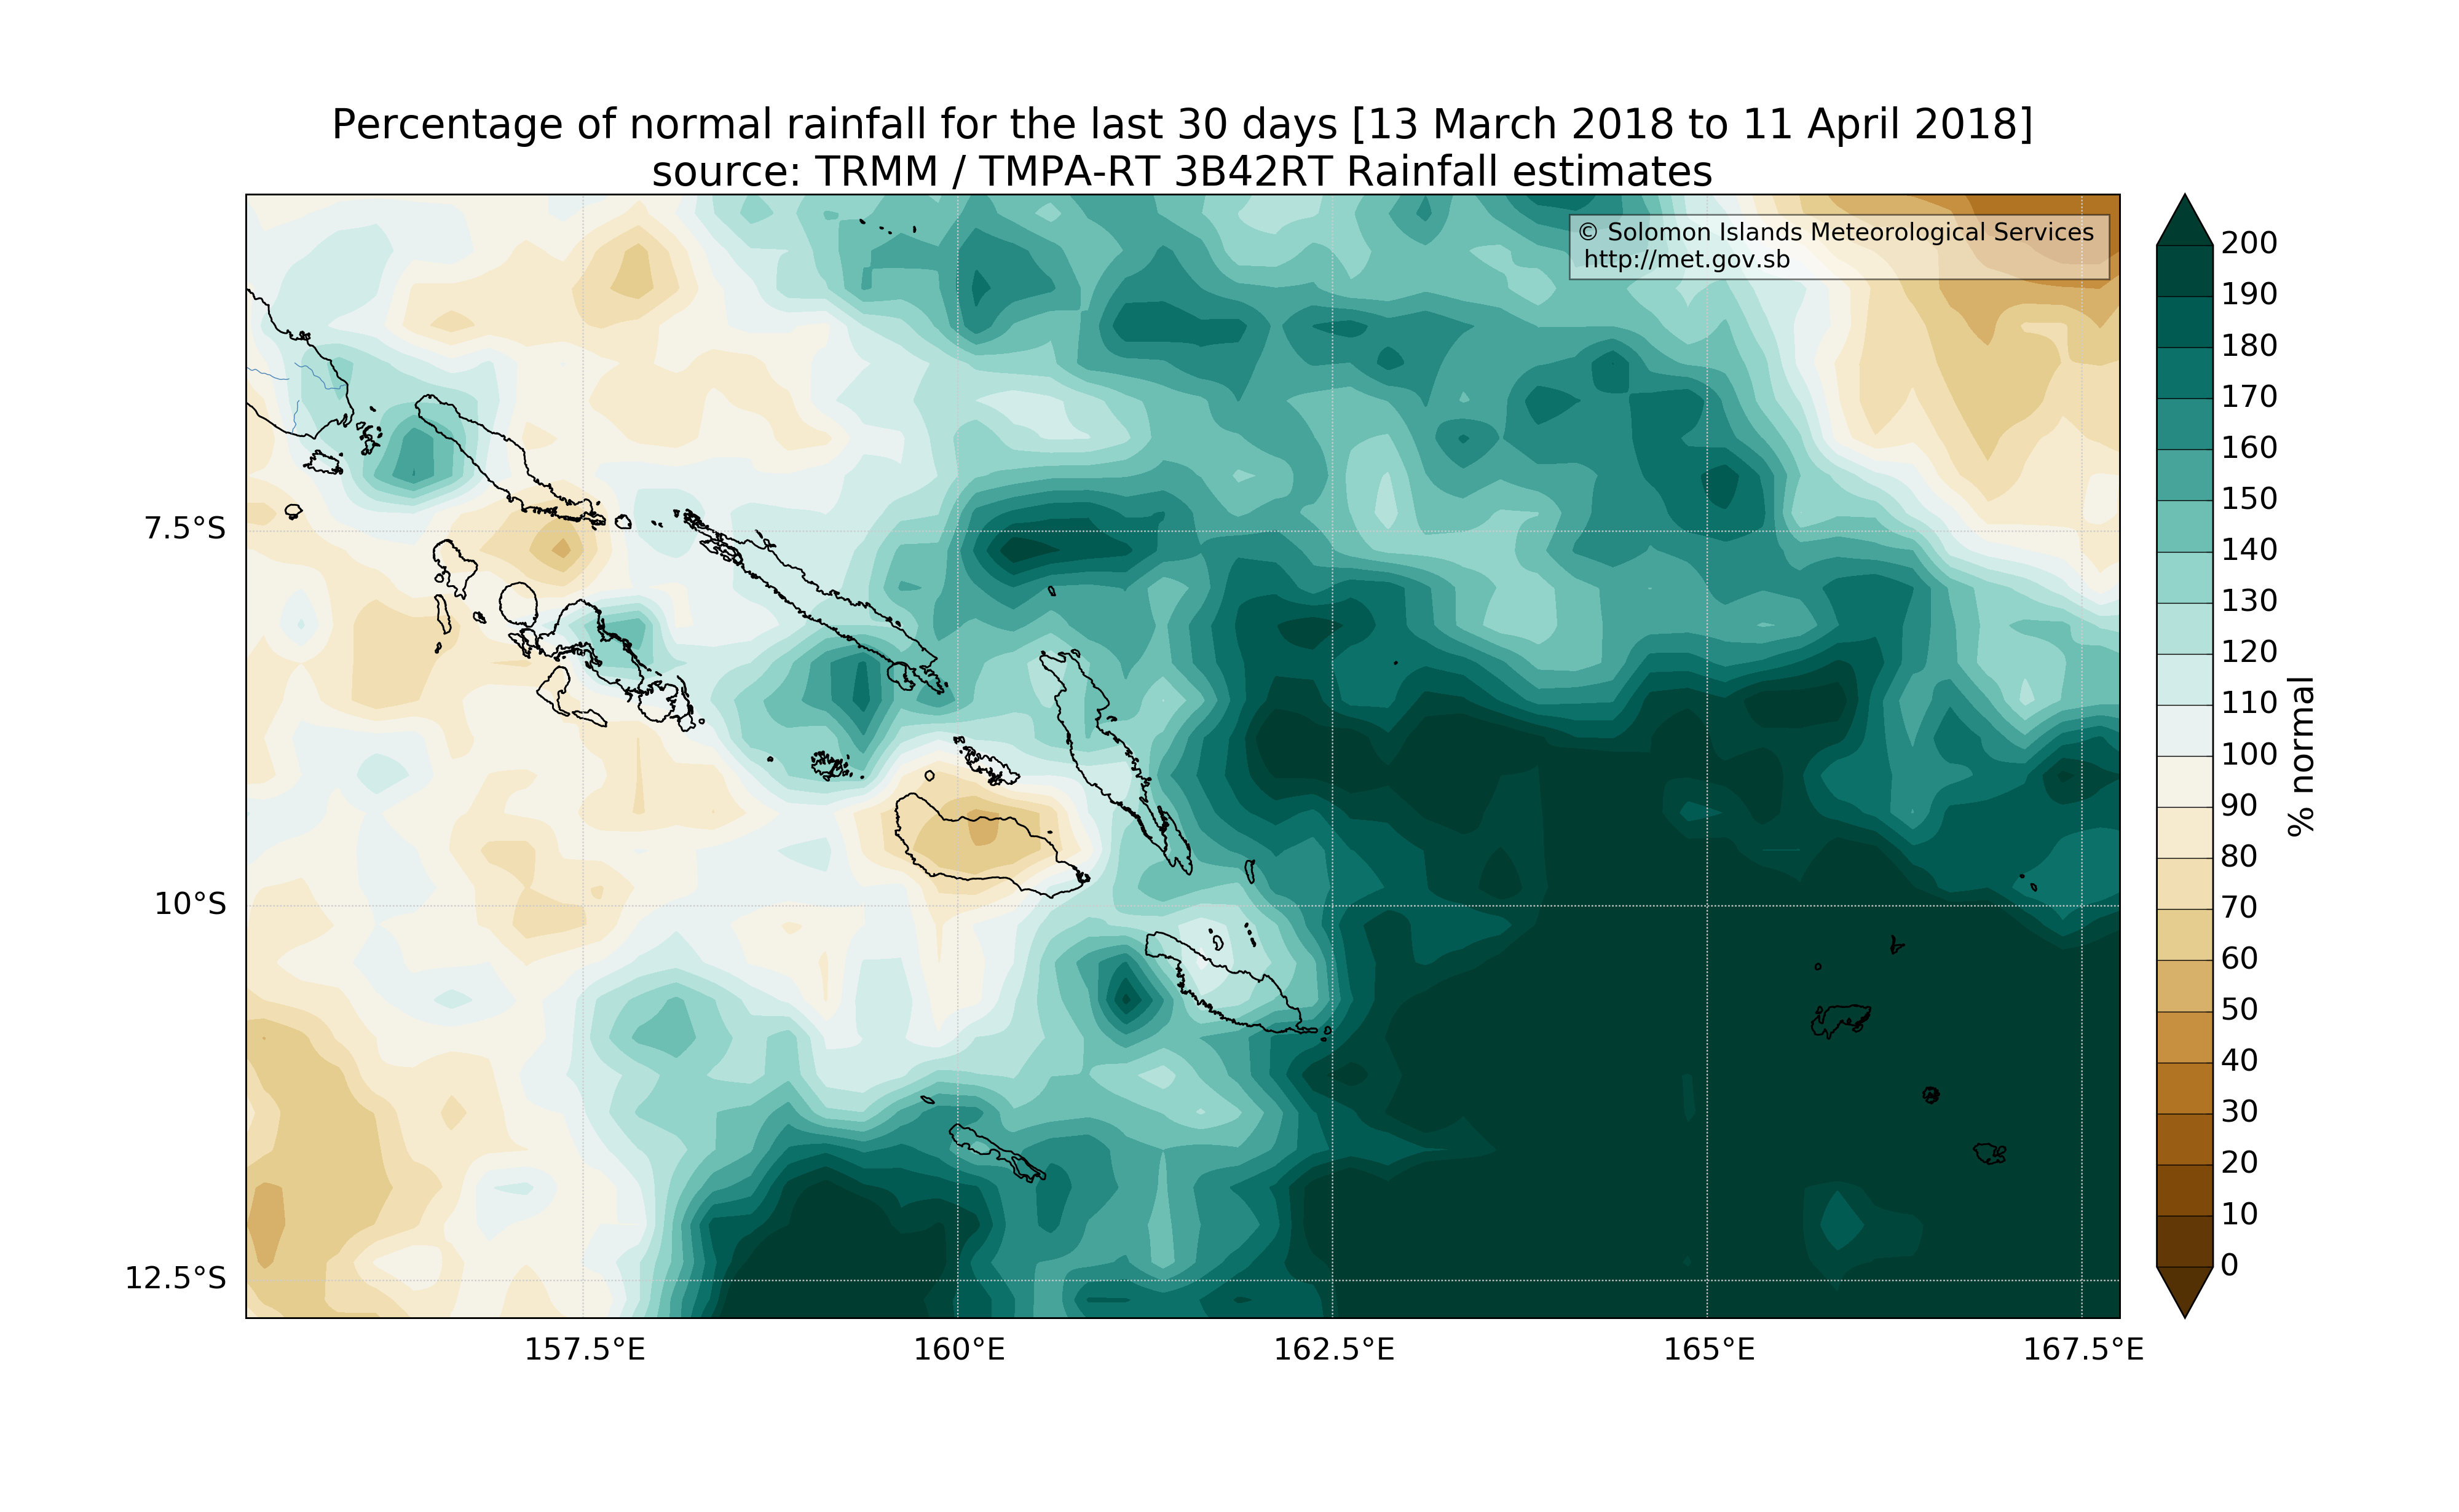 Percentage of normal rainfall for the last 30 days [13 March 2018 to 11 April 2018]
source: TRMM / TMPA-RT 3B42RT Rainfall estimates
© Solomon Islands Meteorological Services
http://met.gov.sb
7.5°S
10°S
12.5°S
157.5°E
160°E
162.5°E
165°E
167.5°E
200
190
180
170
160
150
140
130
120
110
100
90
80
70
60
50
40
30
20
10
0
% normal